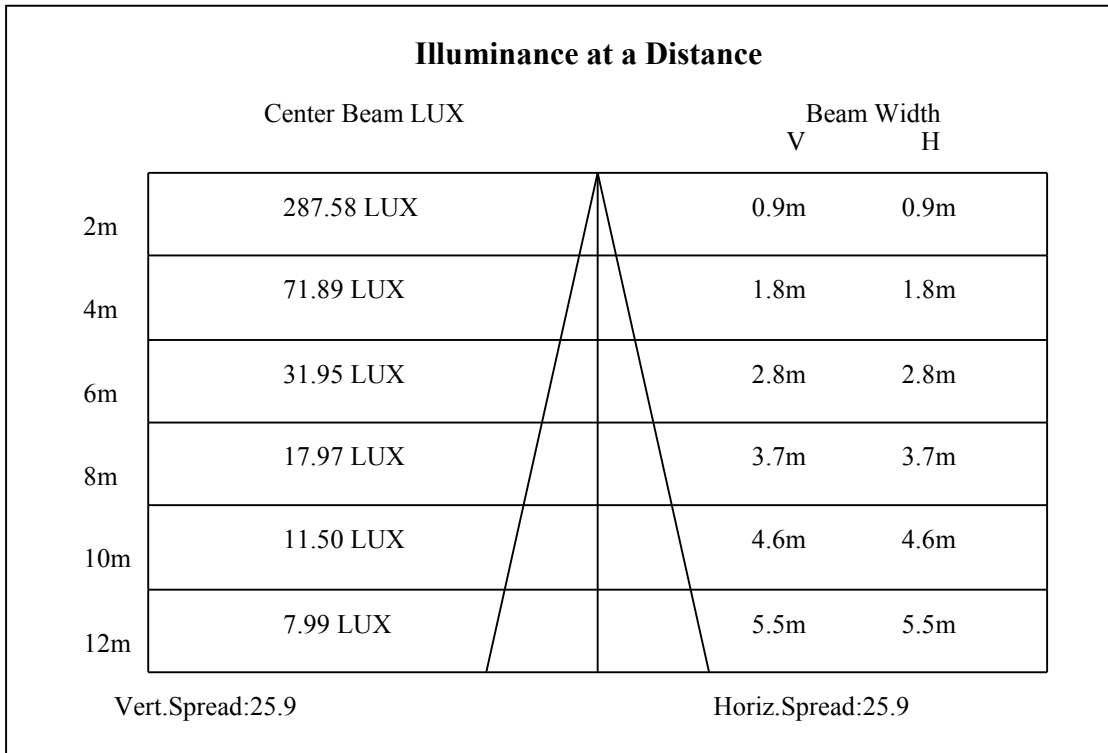 Illuminance at a Distance
Center Beam LUX Beam Width
V H
2m 287.58 LUX 0.9m 0.9m
4m 71.89 LUX 1.8m 1.8m
6m 31.95 LUX 2.8m 2.8m
8m 17.97 LUX 3.7m 3.7m
10m 11.50 LUX 4.6m 4.6m
12m 7.99 LUX 5.5m 5.5m
Vert.Spread:25.9 Horiz.Spread:25.9